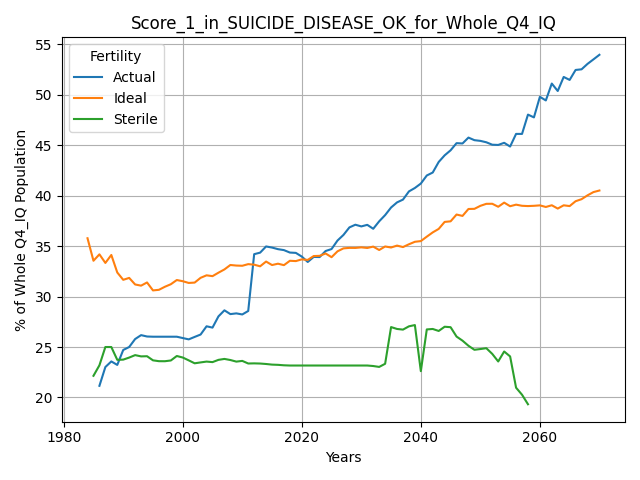 Score_1_in_SUICIDE_DISEASE_OK_for_Whole_Q4_IQ
Fertility
Actual
Ideal
Sterile
% of Whole Q4_IQ Population
55
50
45
40
35
30
25
20
1980 2000 2020 2040 2060
Years